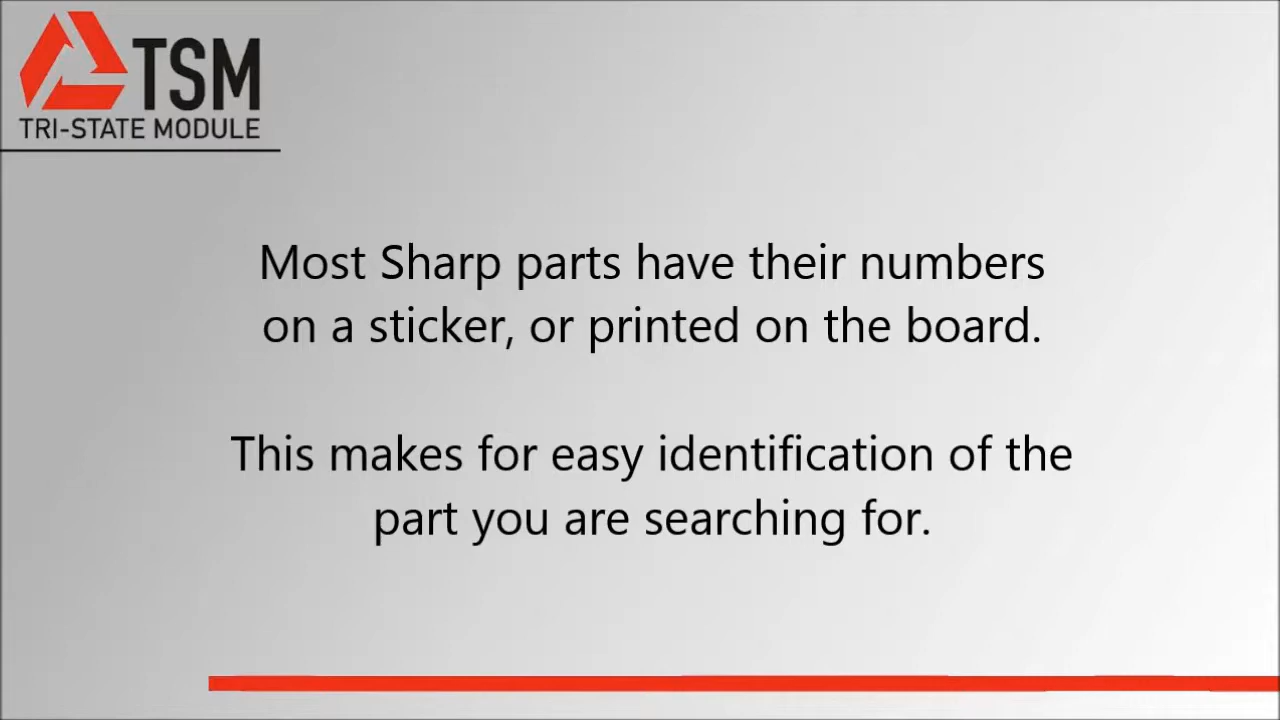 TSM
TRI-STATE MODULE
Most Sharp parts have their numbers
on a sticker, or printed on the board.
This makes for easy identification of the
part you are searching for.